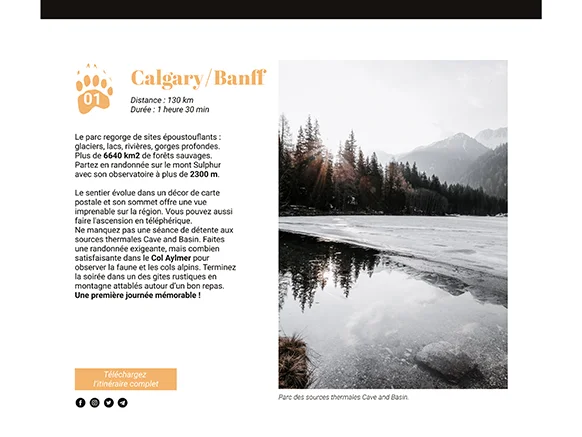 01
Calgary/Banff
Distance : 130 km
Durée : 1 heure 30 min
Le parc regorge de sites époustouflants :
glaciers, lacs, rivières, gorges profondes.
Plus de 6640 km2 de forêts sauvages.
Partez en randonnée sur le mont Sulphur
avec son observatoire à plus de 2300 m.
Le sentier évolue dans un décor de carte
postale et son sommet offre une vue
imprenable sur la région. Vous pouvez aussi
faire l'ascension en téléphérique.
Ne manquez pas une séance de détente aux
sources thermales Cave and Basin. Faites
une randonnée exigeante, mais combien
satisfaisante dans le Col Aylmer pour
observer la faune et les cols alpins. Terminez
la soirée dans un des gites rustiques en
montagne attablés autour d'un bon repas.
Une première journée mémorable !
Téléchargez
l'itinéraire complet
Parc des sources thermales Cave and Basin.